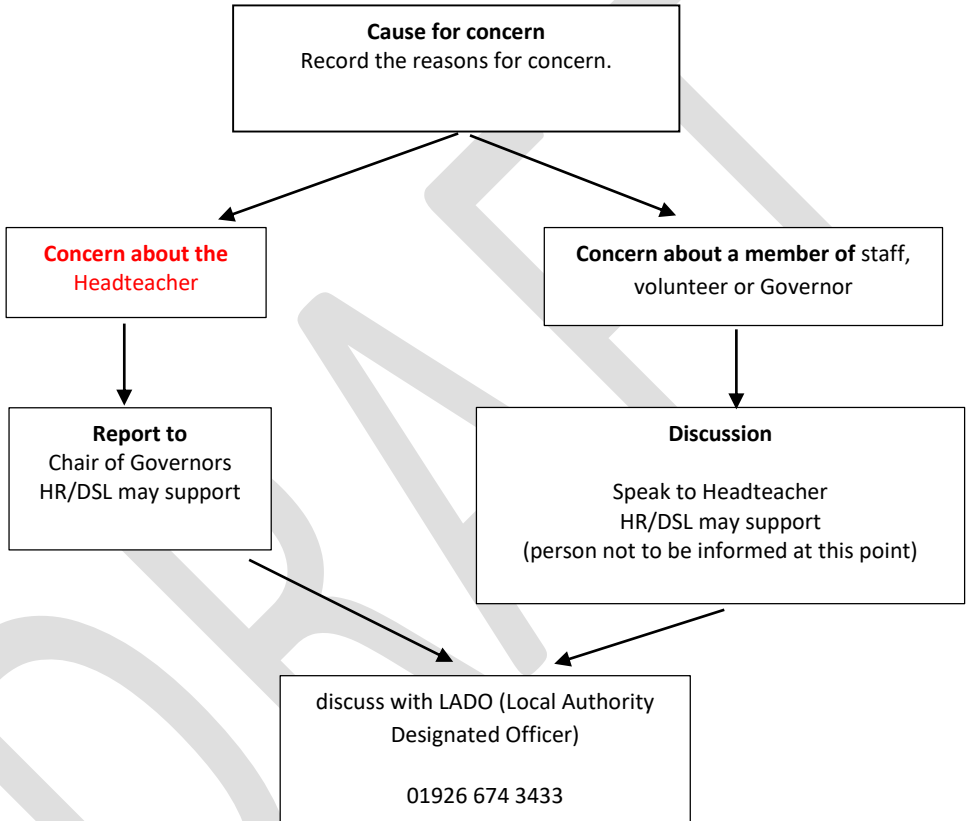 Cause for concern
Record the reasons for concern.
Concern about the
Headteacher
Concern about a member of staff,
volunteer or Governor
Report to
Chair of Governors
HR/DSL may support
Discussion
Speak to Headteacher
HR/DSL may support
(person not to be informed at this point)
discuss with LADO (Local Authority
Designated Officer)
01926 674 3433
DRAFT